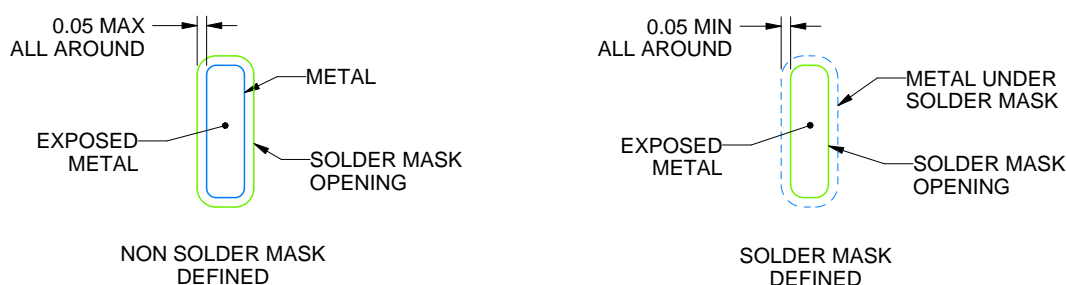 0.05 MAX
ALL AROUND
METAL
EXPOSED
METAL
SOLDER MASK
OPENING
NON SOLDER MASK
DEFINED
0.05 MIN
ALL AROUND
METAL UNDER
SOLDER MASK
EXPOSED
METAL
SOLDER MASK
OPENING
SOLDER MASK
DEFINED